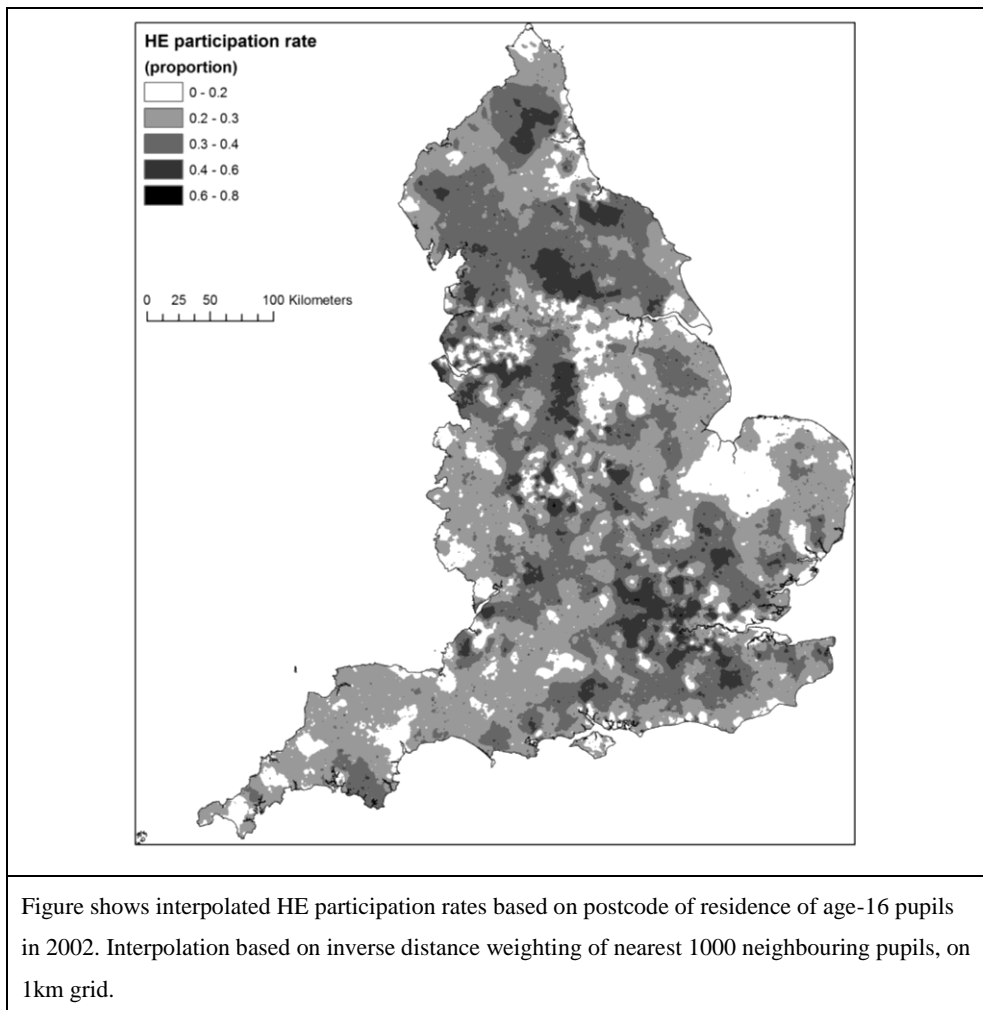 HE participation rate
(proportion)
0 - 0.2
0.2 - 0.3
0.3 - 0.4
0.4 - 0.6
0.6 - 0.8
0 25 50 100 Kilometers
Figure shows interpolated HE participation rates based on postcode of residence of age-16 pupils
in 2002. Interpolation based on inverse distance weighting of nearest 1000 neighbouring pupils, on
1km grid.